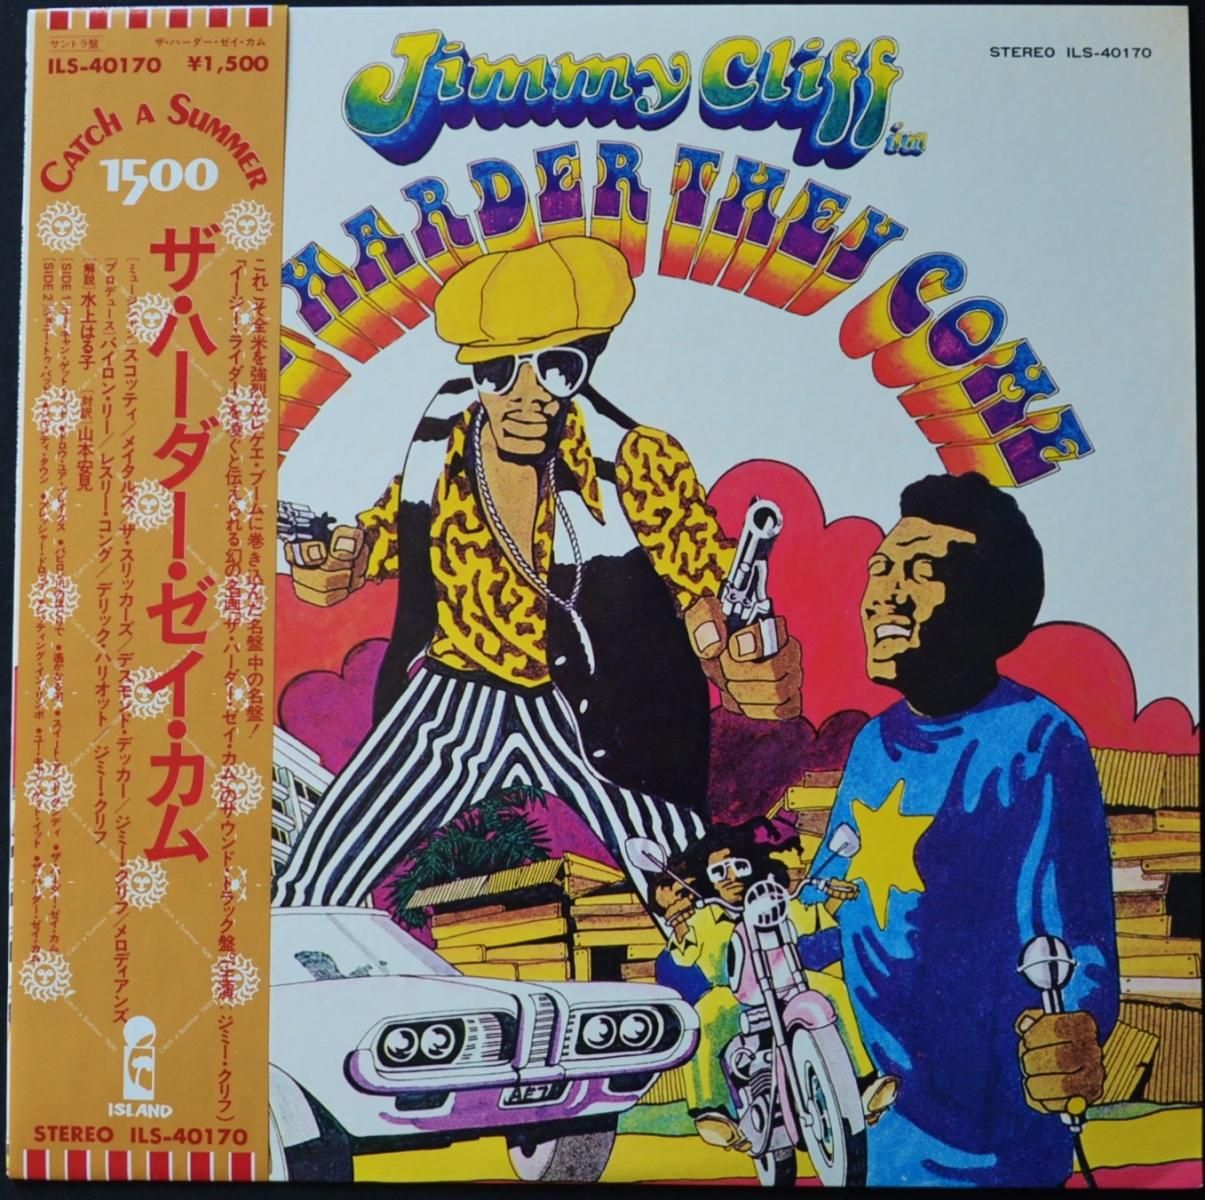 サントラ盤
ザ・ハーダー・ゼイ・カム
ILS-40170 ¥1,500
CATCH A SUMMER
1500
これこそ全米を強烈なレゲエ・ブームに巻き込んだ名盤中の名盤!
「イージー・ライダー」を凌ぐと伝えられる幻の名画「ザ・ハーダー・ゼイ・カム」のサウンド・トラック盤。(主演 ジミー・クリフ)
ザ・ハーダー・ゼイ・カム
[ミュージシャン]スコッティ/メイタルズ/ザ・スリッカーズ/デスモンド・デッカー/ジミー・クリフ/メロディアンズ
[プロデュース]バイロン・リー/レスリー・コング/デリック・ハリオット/ジミー・クリフ
[解説]水上はる子 [対訳]山本安見
[SIDE 1]
[SIDE 2]
ISLAND
STEREO ILS-40170
STEREO ILS-40170
Jimmy Cliff
in
HARDER THEY COME